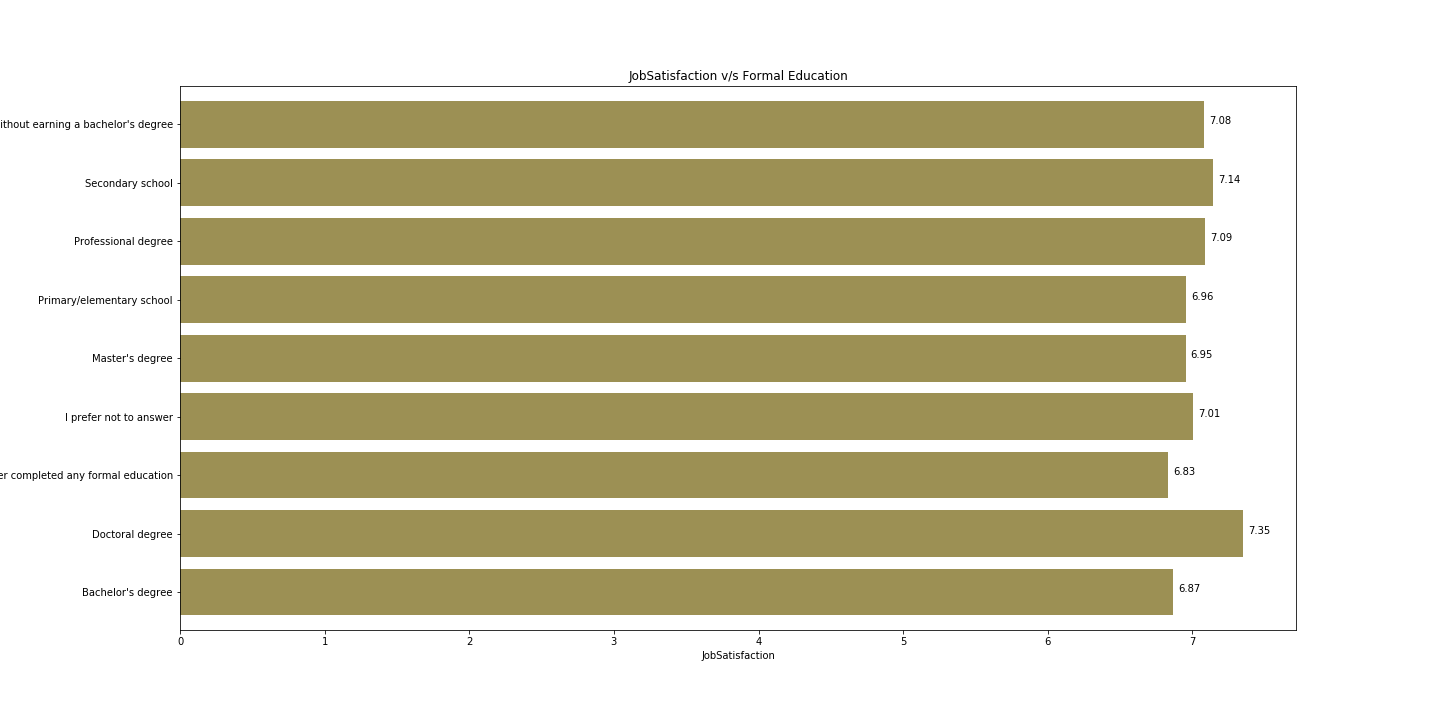 JobSatisfaction v/s Formal Education
earning a bachelor's degree 7.08
Secondary school 7.14
Professional degree 7.09
Primary/elementary school 6.96
Master's degree 6.95
I prefer not to answer 7.01
completed any formal education 6.83
Doctoral degree 7.35
Bachelor's degree 6.87
0 1 2 3 4 5 6 7
JobSatisfaction